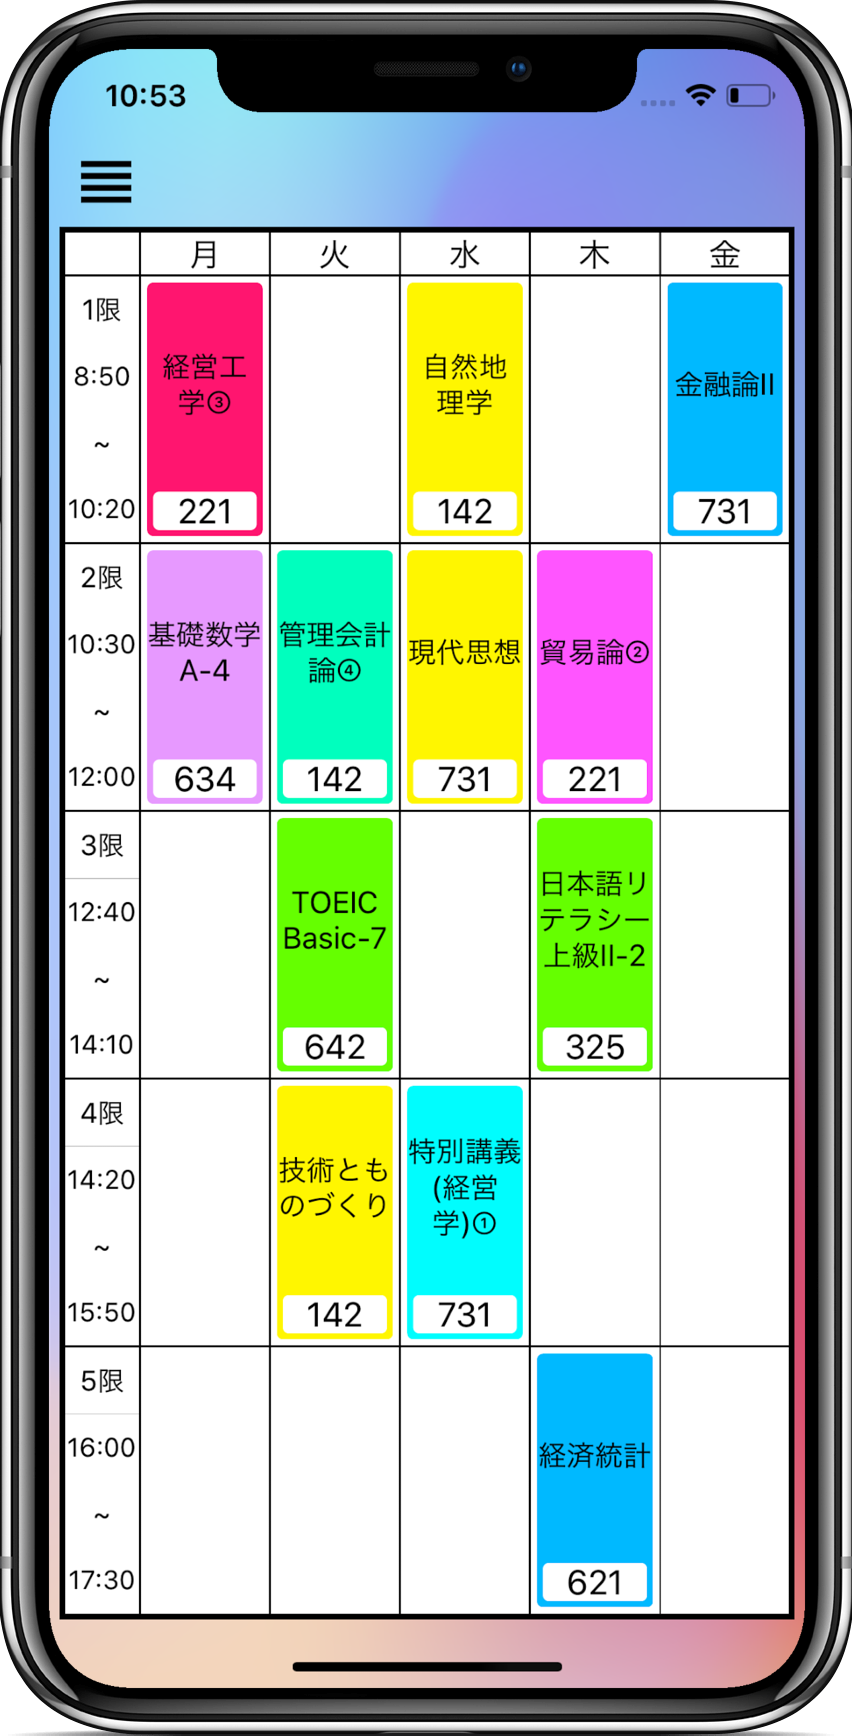 10:53
月 火 水 木 金
1限
8:50
~
10:20
経営工
学③
221
自然地
理学
142
金融論II
731
2限
10:30
~
12:00
基礎数学
A-4
634
管理会計
論④
142
現代思想
731
貿易論②
221
3限
12:40
~
14:10
TOEIC
Basic-7
642
日本語リ
テラシー
上級II-2
325
4限
14:20
~
15:50
技術とも
のづくり
142
特別講義
(経営
学)①
731
5限
16:00
~
17:30
経済統計
621